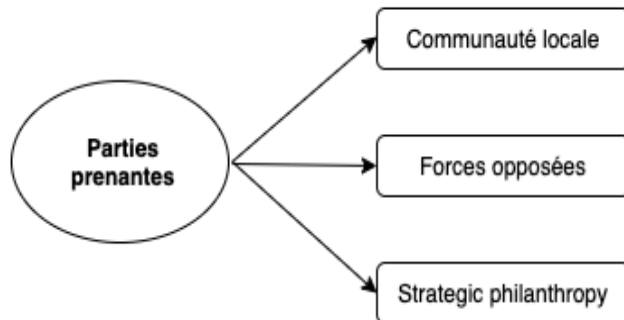 Communauté locale
Parties
prenantes
Forces opposées
Strategic philanthropy